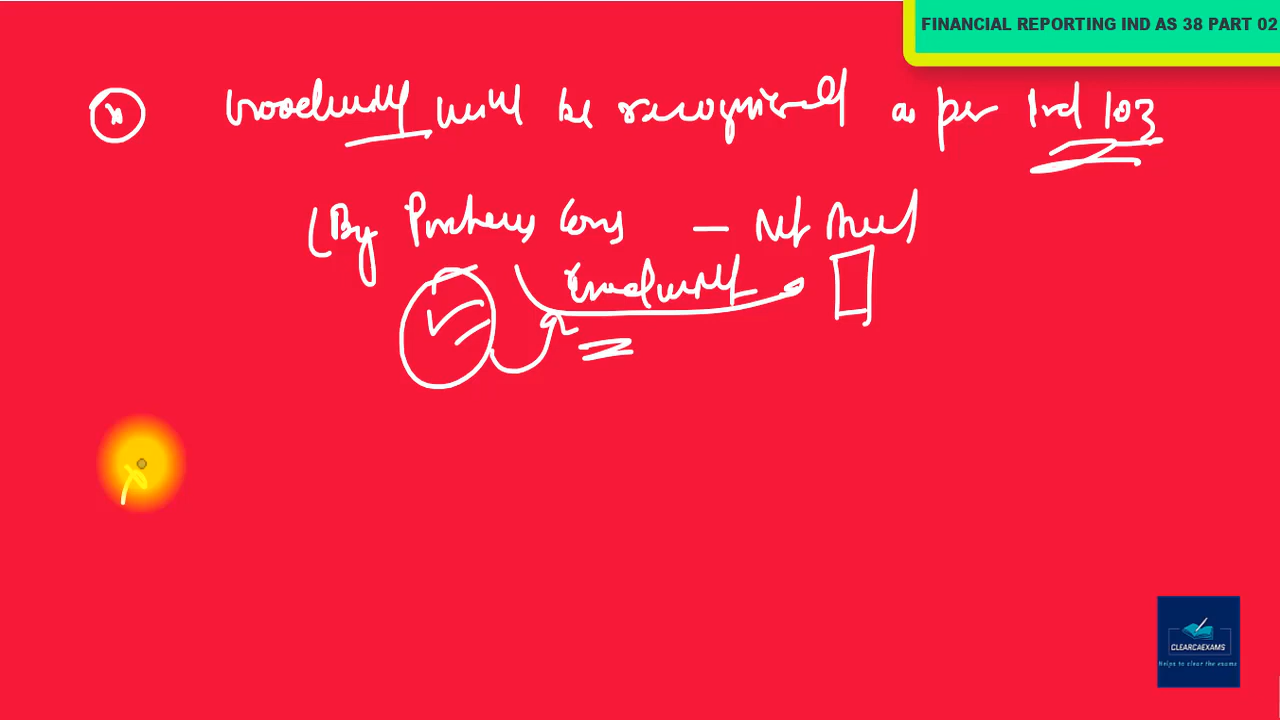 FINANCIAL REPORTING IND AS 38 PART 02
Goodwill will be recognised as per Ind 103
(By Purchase Cons — Net Asset
Goodwill
CLEARCAEXAMS
Helps to clear the exams